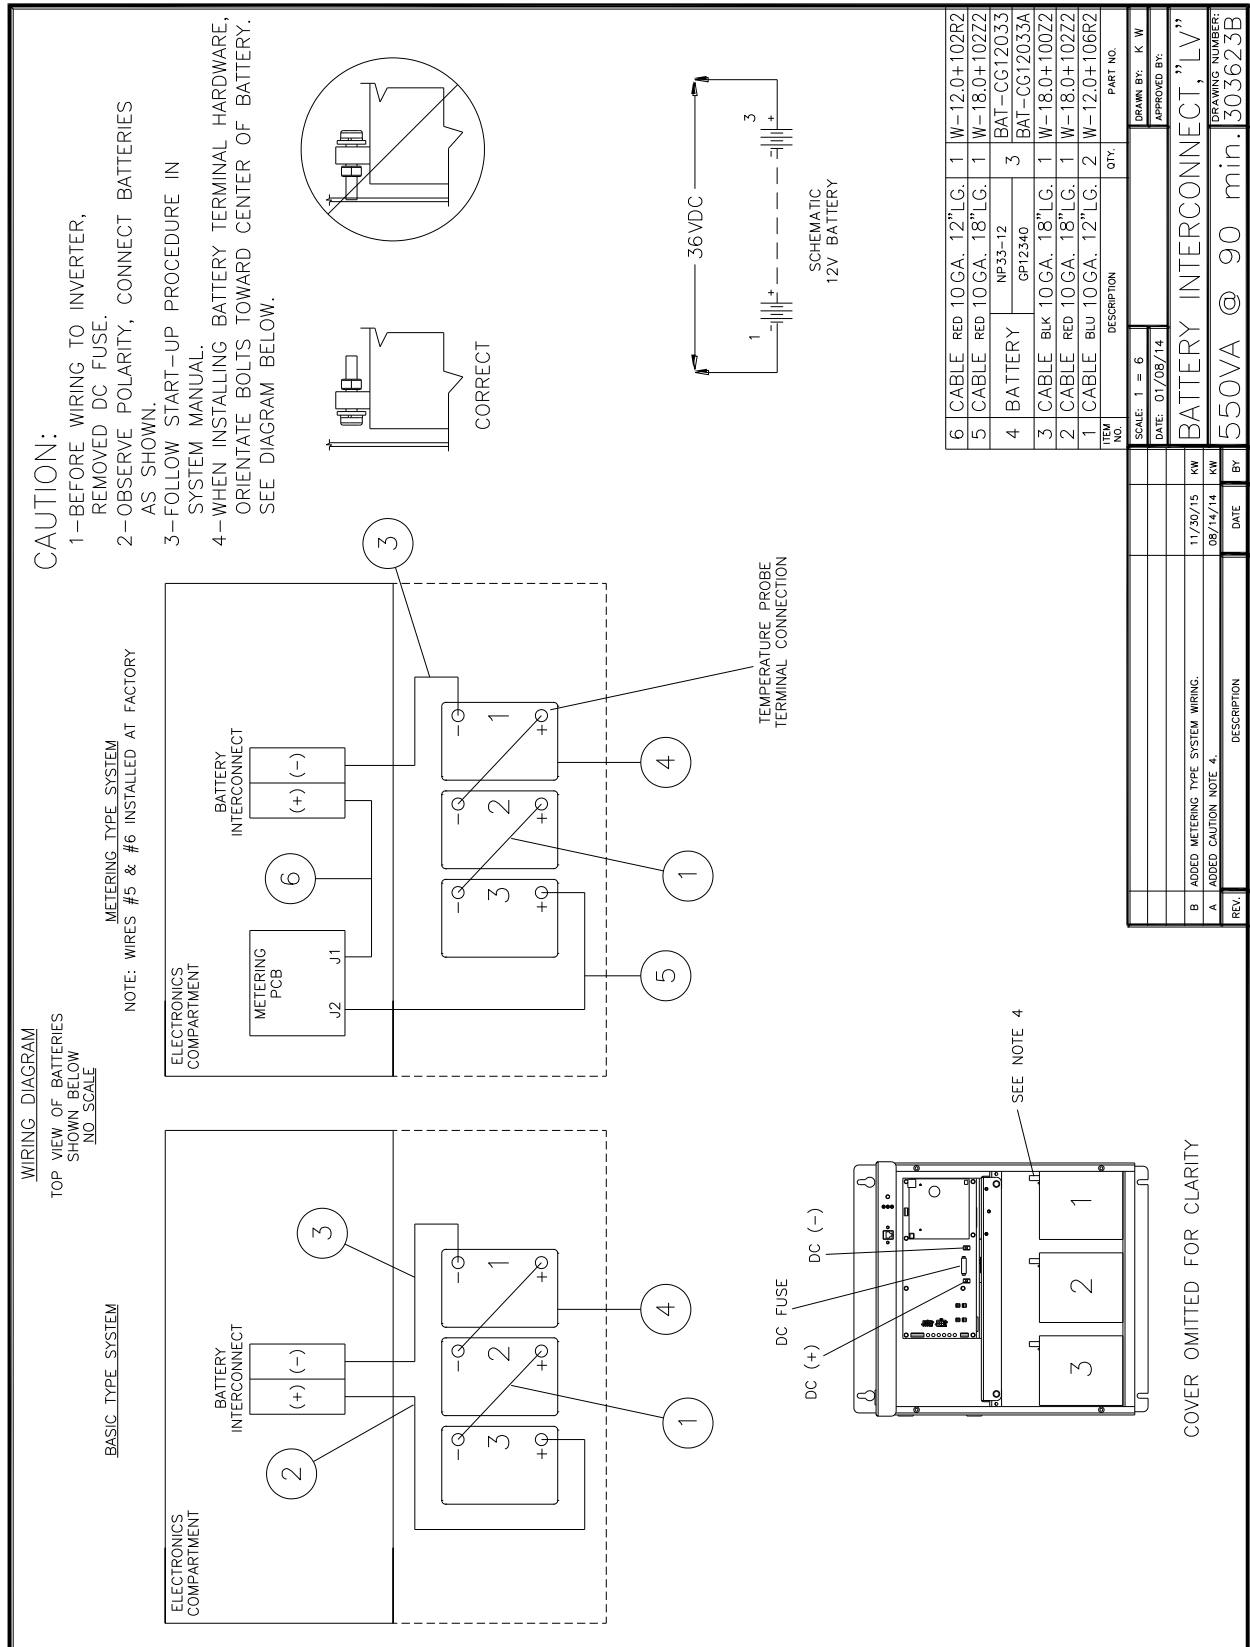 WIRING DIAGRAM
TOP VIEW OF BATTERIES
SHOWN BELOW
NO SCALE
BASIC TYPE SYSTEM
ELECTRONICS
COMPARTMENT
BATTERY
INTERCONNECT
(+) (-)
2
3
3
2
1
-
+
-
+
-
+
1
4
METERING TYPE SYSTEM
NOTE: WIRES #5 & #6 INSTALLED AT FACTORY
ELECTRONICS
COMPARTMENT
METERING
PCB
J2
J1
6
BATTERY
INTERCONNECT
(+) (-)
3
3
2
1
-
+
-
+
-
+
5
1
4
TEMPERATURE PROBE
TERMINAL CONNECTION
CAUTION:
1-BEFORE WIRING TO INVERTER,
REMOVED DC FUSE.
2-OBSERVE POLARITY, CONNECT BATTERIES
AS SHOWN.
3-FOLLOW START-UP PROCEDURE IN
SYSTEM MANUAL.
4-WHEN INSTALLING BATTERY TERMINAL HARDWARE,
ORIENTATE BOLTS TOWARD CENTER OF BATTERY.
SEE DIAGRAM BELOW.
CORRECT
36VDC
1
- +
3
- +
SCHEMATIC
12V BATTERY
DC (+)
DC FUSE
DC (-)
SEE NOTE 4
3
2
1
COVER OMITTED FOR CLARITY
6 CABLE RED 10GA. 12"LG. 1 W-12.0+102R2
5 CABLE RED 10GA. 18"LG. 1 W-18.0+102Z2
4 BATTERY NP33-12 3 BAT-CG12033
GP12340 BAT-CG12033A
3 CABLE BLK 10GA. 18"LG. 1 W-18.0+100Z2
2 CABLE RED 10GA. 18"LG. 1 W-18.0+102Z2
1 CABLE BLU 10GA. 12"LG. 2 W-12.0+106R2
ITEM NO. DESCRIPTION QTY. PART NO.
SCALE: 1 = 6
DRAWN BY: K W
DATE: 01/08/14
APPROVED BY:
BATTERY INTERCONNECT,"LV"
550VA @ 90 min.
DRAWING NUMBER:
303623B
B ADDED METERING TYPE SYSTEM WIRING. 11/30/15 KW
A ADDED CAUTION NOTE 4. 08/14/14 KW
REV. DESCRIPTION DATE BY